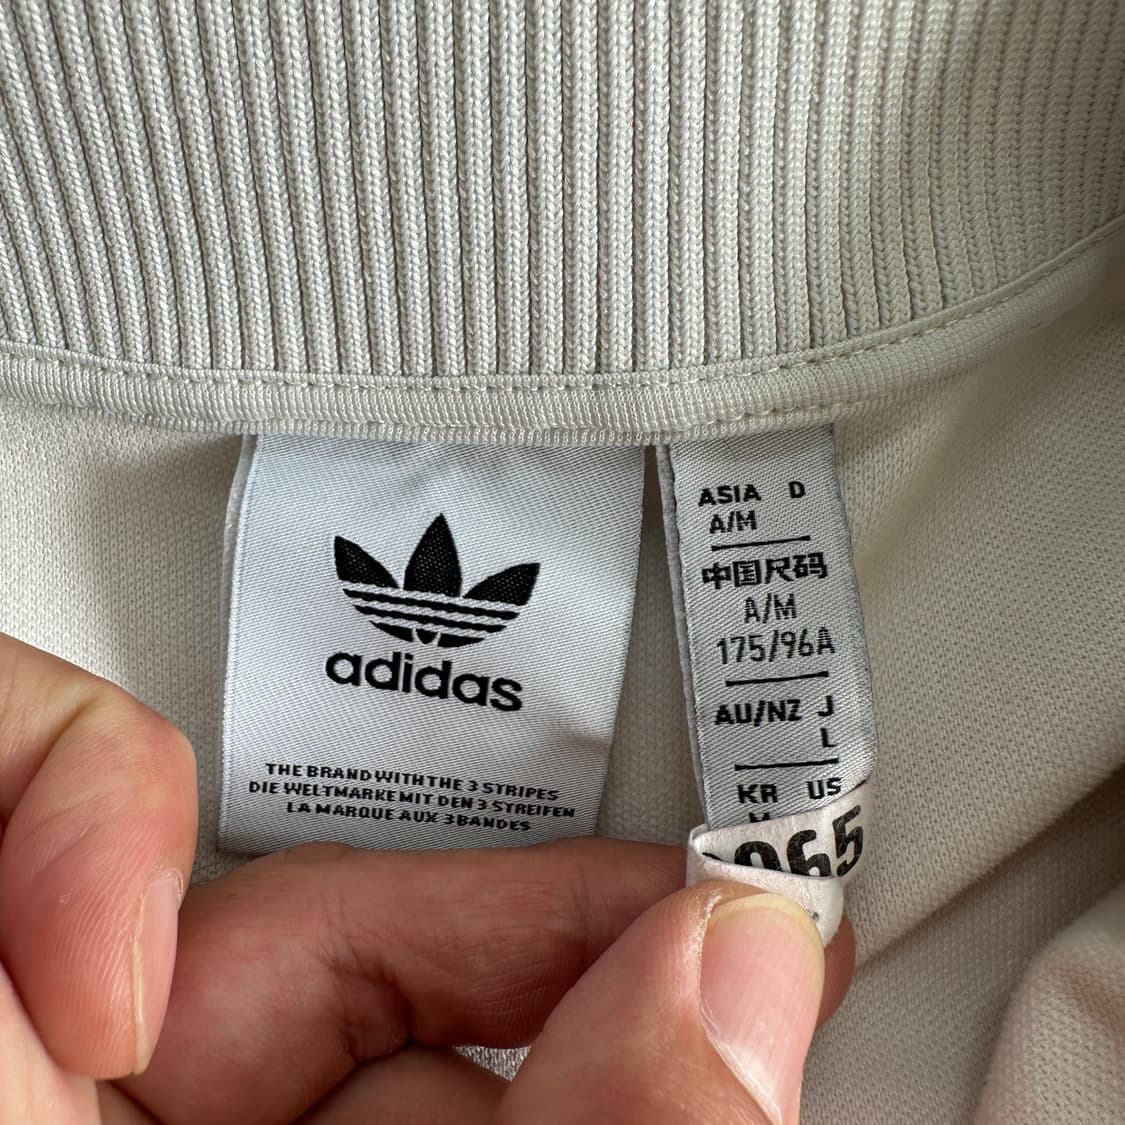 adidas
THE BRAND WITH THE 3 STRIPES
DIE WELTMARKE MIT DEN 3 STREIFEN
LA MARQUE AUX 3 BANDES
ASIA D
A/M
中国尺码
A/M
175/96A
AU/NZ J
L
KR US
M
065